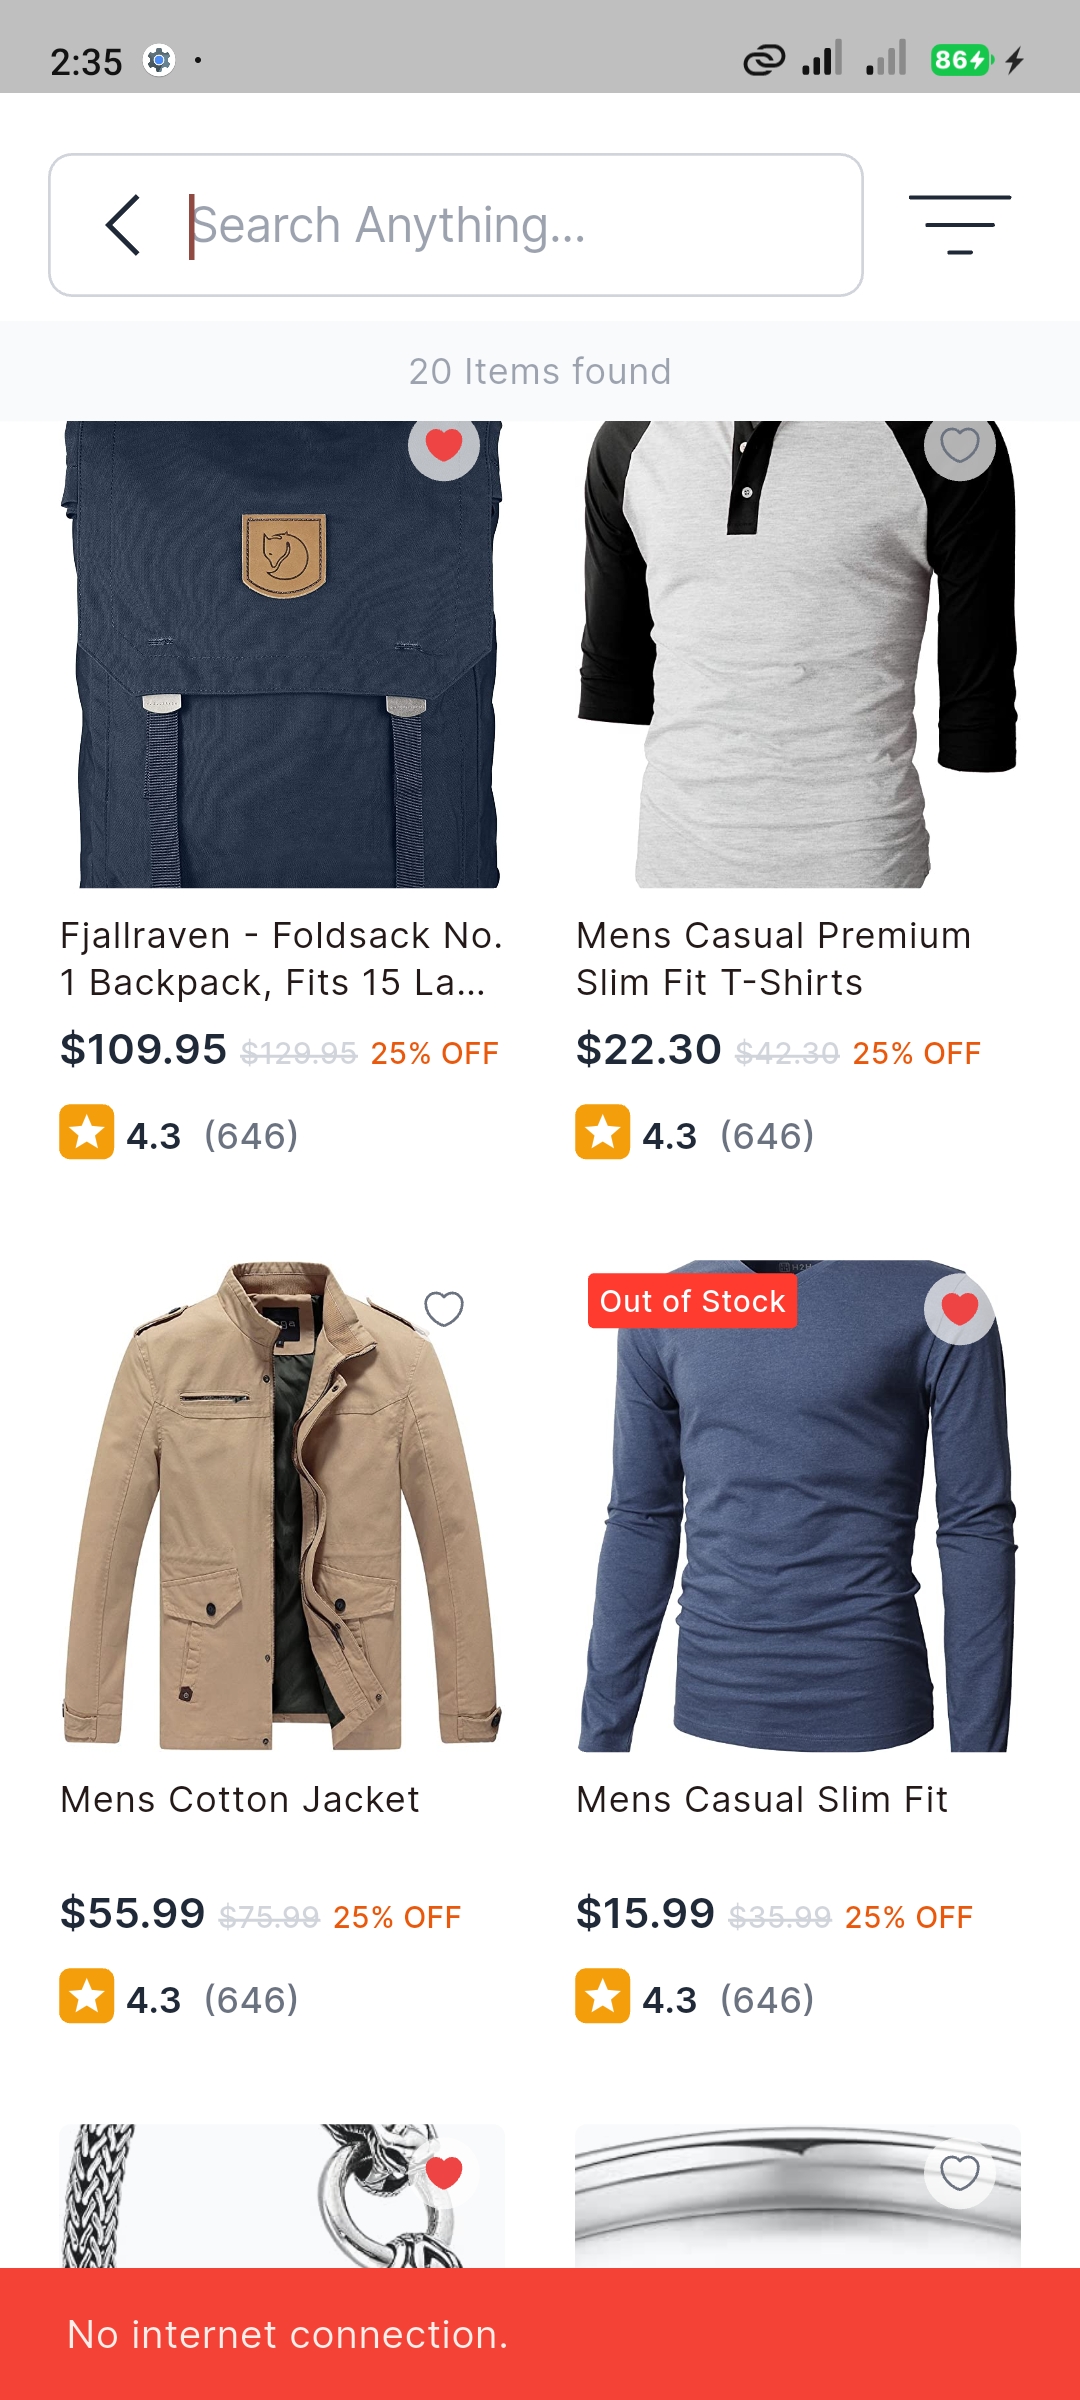 2:35
86
Search Anything...
20 Items found
Fjallraven - Foldsack No.
1 Backpack, Fits 15 La...
$109.95 $129.95 25% OFF
4.3 (646)
Mens Casual Premium
Slim Fit T-Shirts
$22.30 $42.30 25% OFF
4.3 (646)
Mens Cotton Jacket
$55.99 $75.99 25% OFF
4.3 (646)
Out of Stock
Mens Casual Slim Fit
$15.99 $35.99 25% OFF
4.3 (646)
No internet connection.